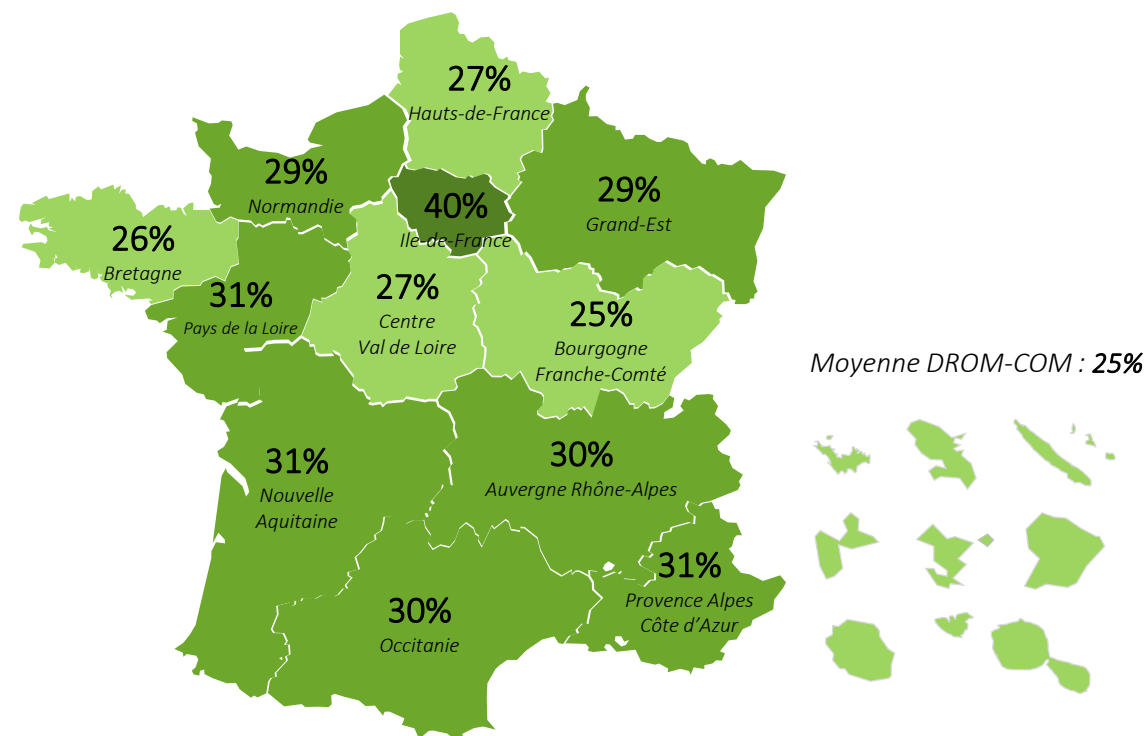 27%
Hauts-de-France
29%
Normandie
40%
Ile-de-France
29%
Grand-Est
26%
Bretagne
31%
Pays de la Loire
27%
Centre
Val de Loire
25%
Bourgogne
Franche-Comté
Moyenne DROM-COM : 25%
31%
Nouvelle
Aquitaine
30%
Auvergne Rhône-Alpes
31%
Provence Alpes
Côte d’Azur
30%
Occitanie